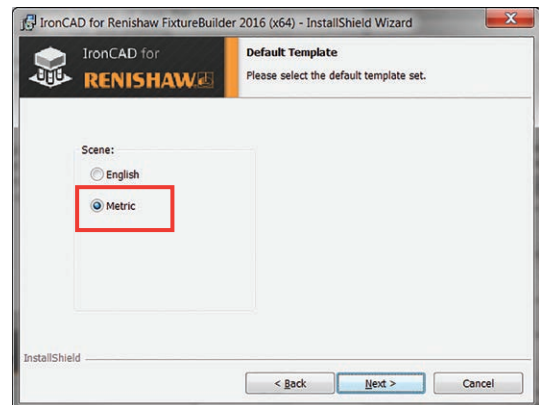 IronCAD for Renishaw FixtureBuilder 2016 (x64) - InstallShield Wizard
IronCAD for
RENISHAW
Default Template
Please select the default template set.
Scene:
English
Metric
InstallShield
< Back
Next >
Cancel